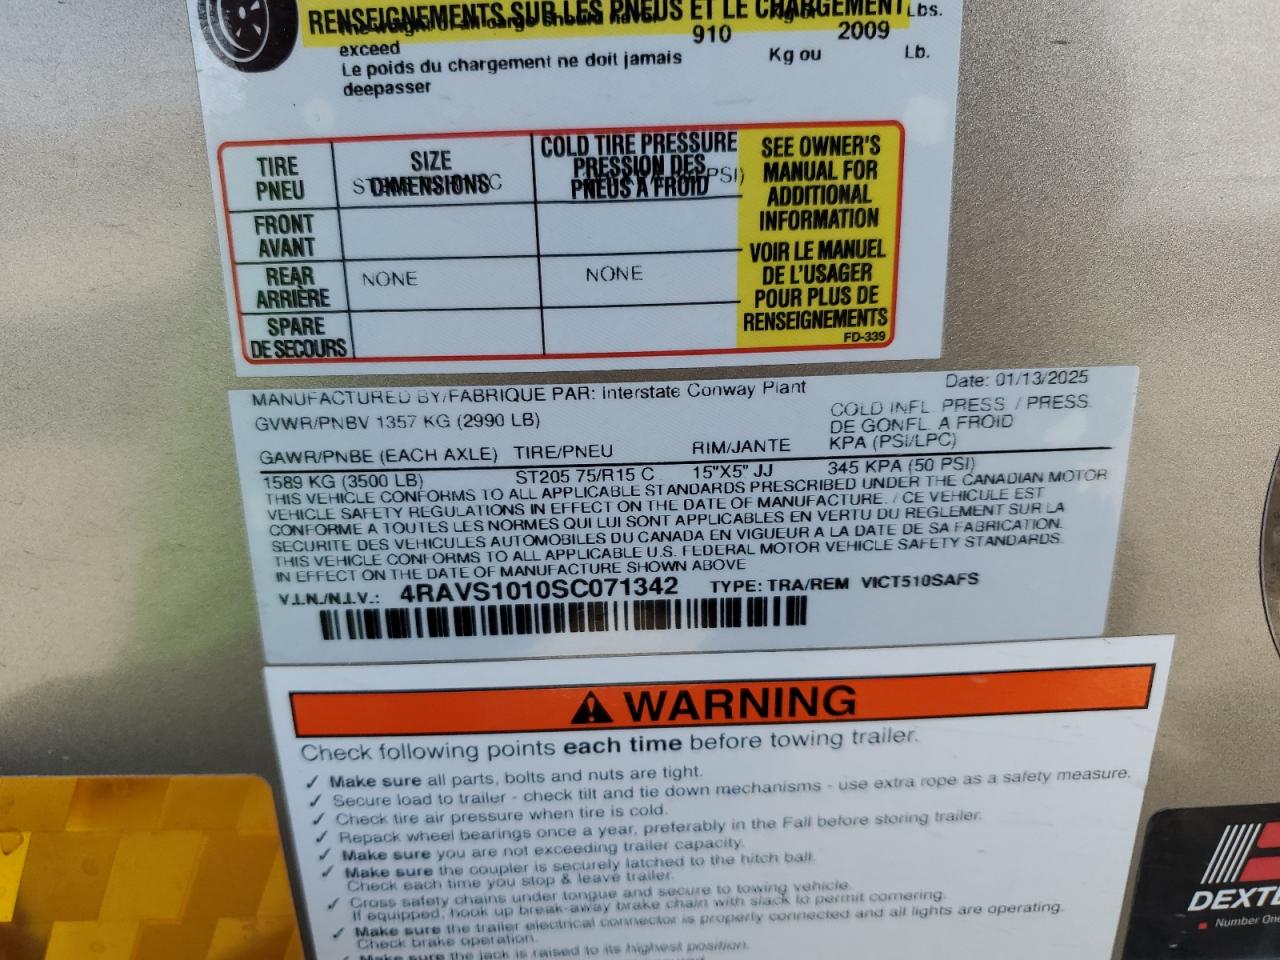 RENSEIGNEMENTS SUR LES PNEUS ET LE CHARGEMENT
The weight of all cargo should never Lbs.
exceed 910 2009
Le poids du chargement ne doit jamais Kg ou Lb.
deepasser
TIRE
PNEU
SIZE
DIMENSIONS
COLD TIRE PRESSURE
PRESSION DES
PNEUS A FROID
PSI)
FRONT
AVANT
REAR
ARRIÈRE
NONE
NONE
SPARE
DE SECOURS
SEE OWNER'S
MANUAL FOR
ADDITIONAL
INFORMATION
VOIR LE MANUEL
DE L'USAGER
POUR PLUS DE
RENSEIGNEMENTS
FD-339
MANUFACTURED BY/FABRIQUE PAR: Interstate Conway Plant Date: 01/13/2025
GVWR/PNBV 1357 KG (2990 LB)
COLD INFL. PRESS. / PRESS.
DE GONFL. A FROID
GAWR/PNBE (EACH AXLE) TIRE/PNEU RIM/JANTE KPA (PSI/LPC)
1589 KG (3500 LB) ST205 75/R15 C 15"X5" JJ 345 KPA (50 PSI)
THIS VEHICLE CONFORMS TO ALL APPLICABLE STANDARDS PRESCRIBED UNDER THE CANADIAN MOTOR
VEHICLE SAFETY REGULATIONS IN EFFECT ON THE DATE OF MANUFACTURE. / CE VEHICULE EST
CONFORME A TOUTES LES NORMES QUI LUI SONT APPLICABLES EN VERTU DU REGLEMENT SUR LA
SECURITE DES VEHICULES AUTOMOBILES DU CANADA EN VIGUEUR A LA DATE DE SA FABRICATION.
THIS VEHICLE CONFORMS TO ALL APPLICABLE U.S. FEDERAL MOTOR VEHICLE SAFETY STANDARDS.
IN EFFECT ON THE DATE OF MANUFACTURE SHOWN ABOVE
V.I.N./N.I.V.: 4RAVS1010SC071342 TYPE: TRA/REM VICT510SAFS
WARNING
Check following points each time before towing trailer.
✓ Make sure all parts, bolts and nuts are tight.
✓ Secure load to trailer - check tilt and tie down mechanisms - use extra rope as a safety measure.
✓ Check tire air pressure when tire is cold.
✓ Repack wheel bearings once a year, preferably in the Fall before storing trailer.
✓ Make sure you are not exceeding trailer capacity.
✓ Make sure the coupler is securely latched to the hitch ball.
Check each time you stop & leave trailer.
✓ Cross safety chains under tongue and secure to towing vehicle.
If equipped, hook up break-away brake chain with slack to permit cornering.
✓ Make sure the trailer electrical connector is properly connected and all lights are operating.
Check brake operation.
✓ Make sure the jack is raised to its highest position.
DEXTE
Number One